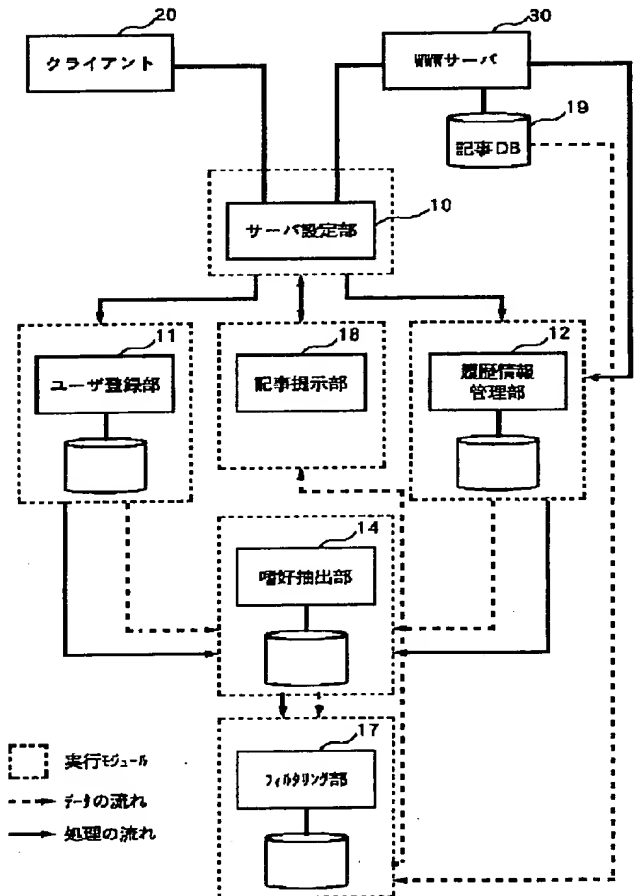 20
クライアント
30
WWWサーバ
19
記事DB
10
サーバ設定部
11
ユーザ登録部
18
記事提示部
12
履歴情報
管理部
14
嗜好抽出部
17
フィルタリング部
実行モジュール
データの流れ
処理の流れ